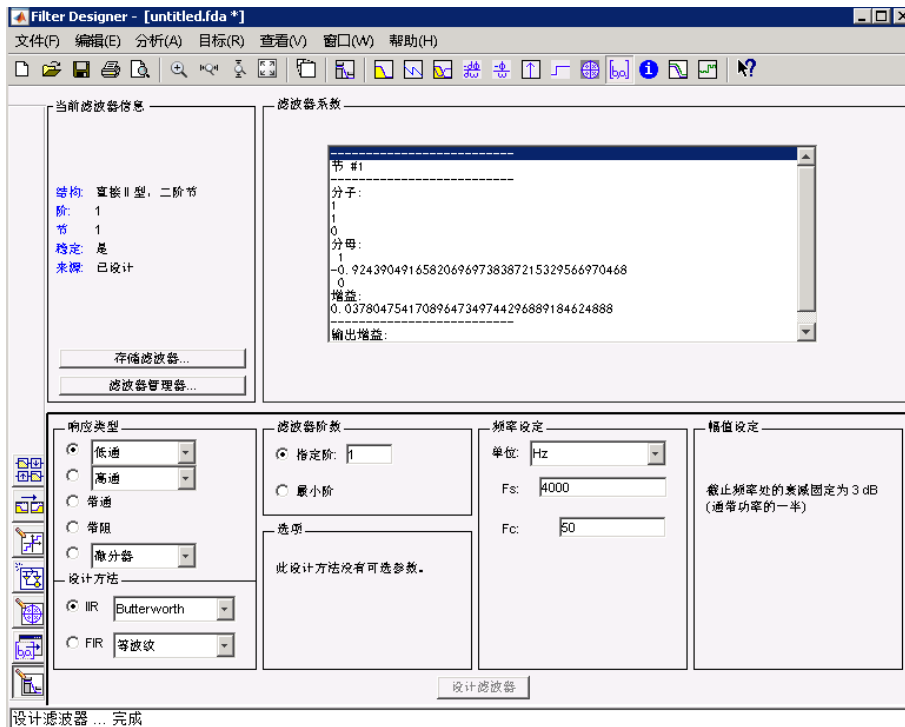 Filter Designer - [untitled.fda *]
文件(F) 编辑(E) 分析(A) 目标(R) 查看(V) 窗口(W) 帮助(H)
当前滤波器信息
结构: 直接Ⅱ型, 二阶节
阶: 1
节 1
稳定: 是
来源: 已设计
存储滤波器...
滤波器管理器...
滤波器系数
--------------------------
节 #1
--------------------------
分子:
1
1
0
分母:
1
-0.92439049165820696973838721532956697046​8
0
增益:
0.037804754170896473497442968891846248​88
--------------------------
输出增益:
响应类型
低通
高通
带通
带阻
微分器
设计方法
IIR Butterworth
FIR 等波纹
滤波器阶数
指定阶: 1
最小阶
选项
此设计方法没有可选参数。
频率设定
单位: Hz
Fs: 4000
Fc: 50
幅值设定
截止频率处的衰减固定为 3 dB
(通带功率的一半)
设计滤波器
设计滤波器 ... 完成